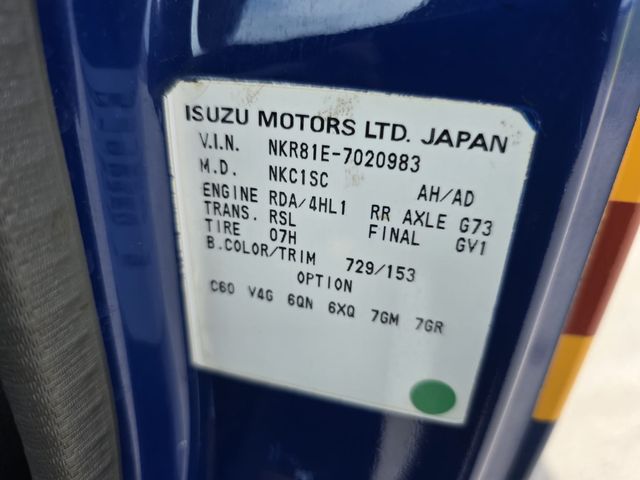 ISUZU MOTORS LTD. JAPAN
V.I.N. NKR81E-7020983
M.D. NKC1SC AH/AD
ENGINE RDA/4HL1 RR AXLE G73
TRANS. RSL FINAL GV1
TIRE 07H
B.COLOR/TRIM 729/153
OPTION
C60 V4G 6QN 6XQ 7GM 7GR